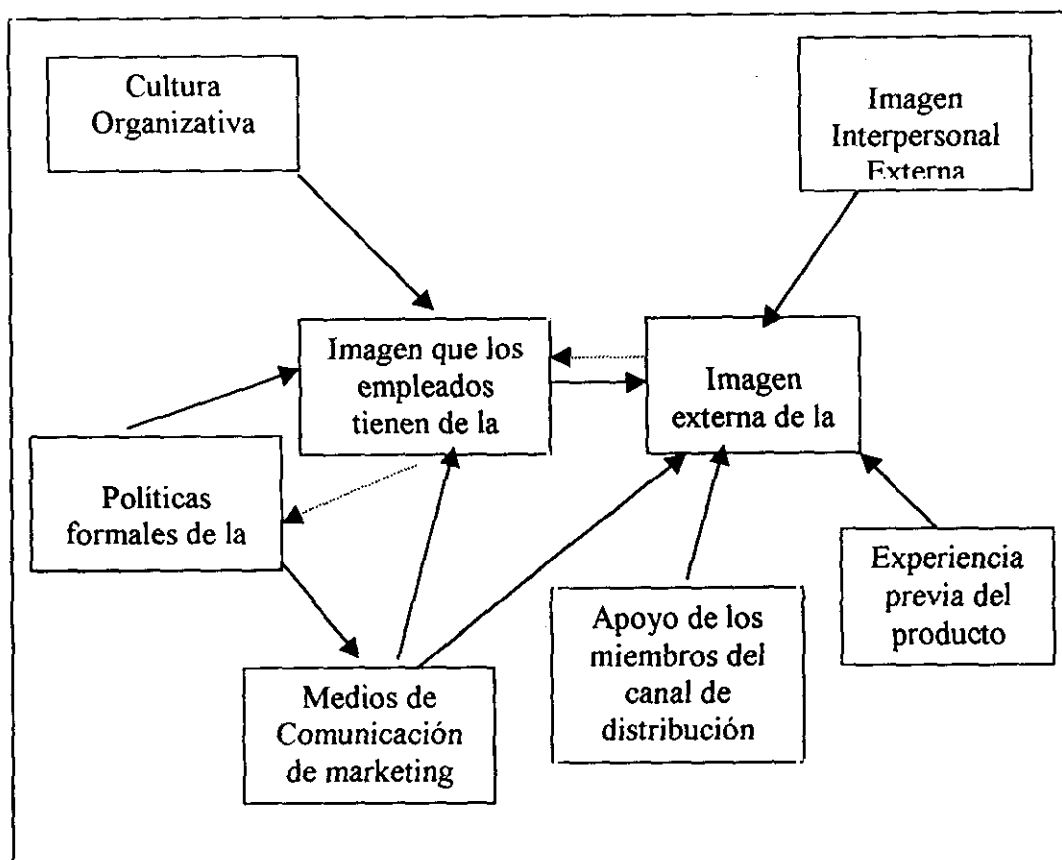 Cultura
Organizativa
Imagen
Interpersonal
Externa
Imagen que los
empleados
tienen de la
Imagen
externa de la
Políticas
formales de la
Experiencia
previa del
producto
Apoyo de los
miembros del
canal de
distribución
Medios de
Comunicación
de marketing